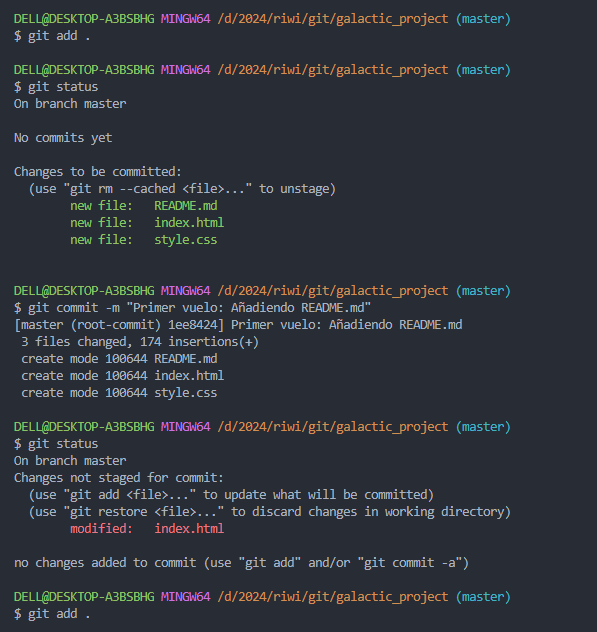 DELL@DESKTOP-A3BSBHG MINGW64 /d/2024/riwi/git/galactic_project (master)
$ git add .
DELL@DESKTOP-A3BSBHG MINGW64 /d/2024/riwi/git/galactic_project (master)
$ git status
On branch master
No commits yet
Changes to be committed:
  (use "git rm --cached <file>..." to unstage)
        new file:   README.md
        new file:   index.html
        new file:   style.css
DELL@DESKTOP-A3BSBHG MINGW64 /d/2024/riwi/git/galactic_project (master)
$ git commit -m "Primer vuelo: Añadiendo README.md"
[master (root-commit) 1ee8424] Primer vuelo: Añadiendo README.md
 3 files changed, 174 insertions(+)
 create mode 100644 README.md
 create mode 100644 index.html
 create mode 100644 style.css
DELL@DESKTOP-A3BSBHG MINGW64 /d/2024/riwi/git/galactic_project (master)
$ git status
On branch master
Changes not staged for commit:
  (use "git add <file>..." to update what will be committed)
  (use "git restore <file>..." to discard changes in working directory)
        modified:   index.html
no changes added to commit (use "git add" and/or "git commit -a")
DELL@DESKTOP-A3BSBHG MINGW64 /d/2024/riwi/git/galactic_project (master)
$ git add .